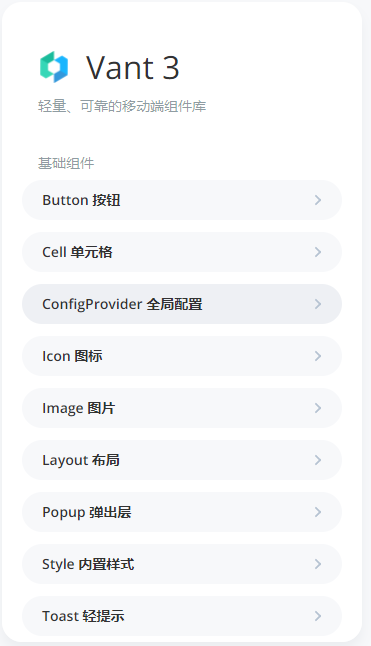 Vant 3
轻量、可靠的移动端组件库
基础组件
Button 按钮
Cell 单元格
ConfigProvider 全局配置
Icon 图标
Image 图片
Layout 布局
Popup 弹出层
Style 内置样式
Toast 轻提示